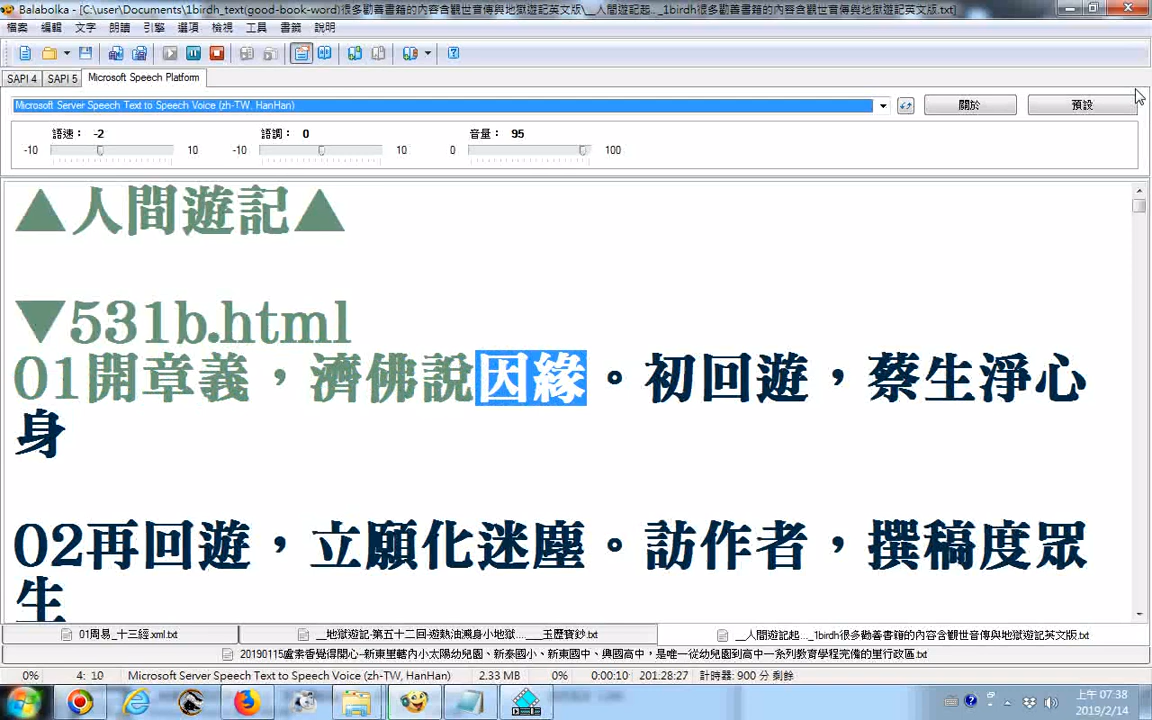 Balabolka - [C:\user\Documents\1birdh_text(good-book-word)很多勸善書籍的內容含觀世音傳與地獄遊記英文版\__人間遊記起..._1birdh很多勸善書籍的內容含觀世音傳與地獄遊記英文版.txt]
檔案 編輯 文字 朗讀 引擎 選項 檢視 工具 書籤 說明
SAPI 4 SAPI 5 Microsoft Speech Platform
Microsoft Server Speech Text to Speech Voice (zh-TW, HanHan) 關於 預設
語速： -2 語調： 0 音量： 95
-10 10 -10 10 0 100
▲人間遊記▲
▼531b.html
01開章義，濟佛說因緣。初回遊，蔡生淨心
身
02再回遊，立願化迷塵。訪作者，撰稿度眾
生
01周易_十三經.xml.txt __地獄遊記-第五十二回-遊熱油濺身小地獄...___玉歷寶鈔.txt __人間遊記起..._1birdh很多勸善書籍的內容含觀世音傳與地獄遊記英文版.txt
20190115盧素香覺得開心-新東里轄內小太陽幼兒園、新泰國小、新東國中、興國高中，是唯一從幼兒園到高中一系列教育學程完備的里行政區.txt
0% 4: 10 Microsoft Server Speech Text to Speech Voice (zh-TW, HanHan) 2.33 MB 0% 0:00:10 201:28:27 計時器: 900 分 剩餘
上午 07:38
2019/2/14